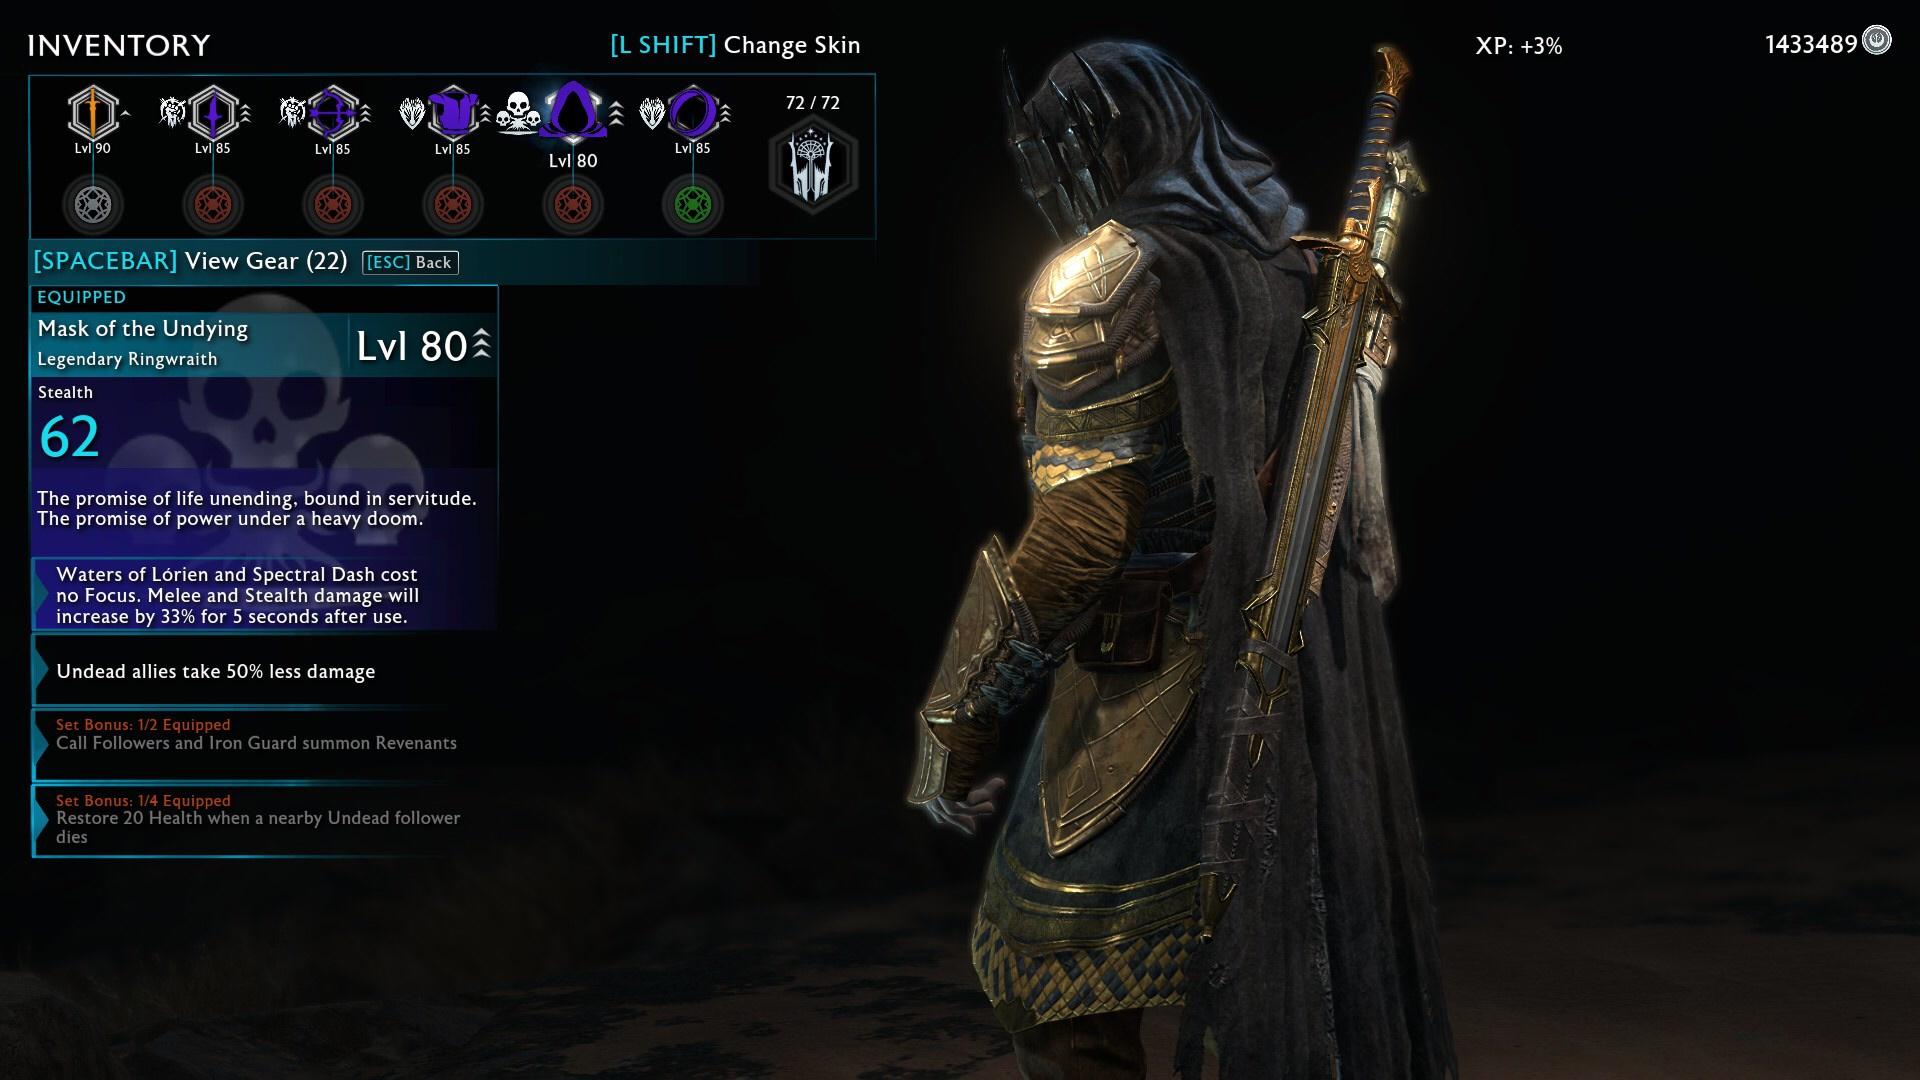 INVENTORY
[L SHIFT] Change Skin
XP: +3%
1433489
Lvl 90
Lvl 85
Lvl 85
Lvl 85
Lvl 80
Lvl 85
72 / 72
[SPACEBAR] View Gear (22) [ESC] Back
EQUIPPED
Mask of the Undying
Legendary Ringwraith
Lvl 80
Stealth
62
The promise of life unending, bound in servitude.
The promise of power under a heavy doom.
Waters of Lórien and Spectral Dash cost
no Focus. Melee and Stealth damage will
increase by 33% for 5 seconds after use.
Undead allies take 50% less damage
Set Bonus: 1/2 Equipped
Call Followers and Iron Guard summon Revenants
Set Bonus: 1/4 Equipped
Restore 20 Health when a nearby Undead follower
dies